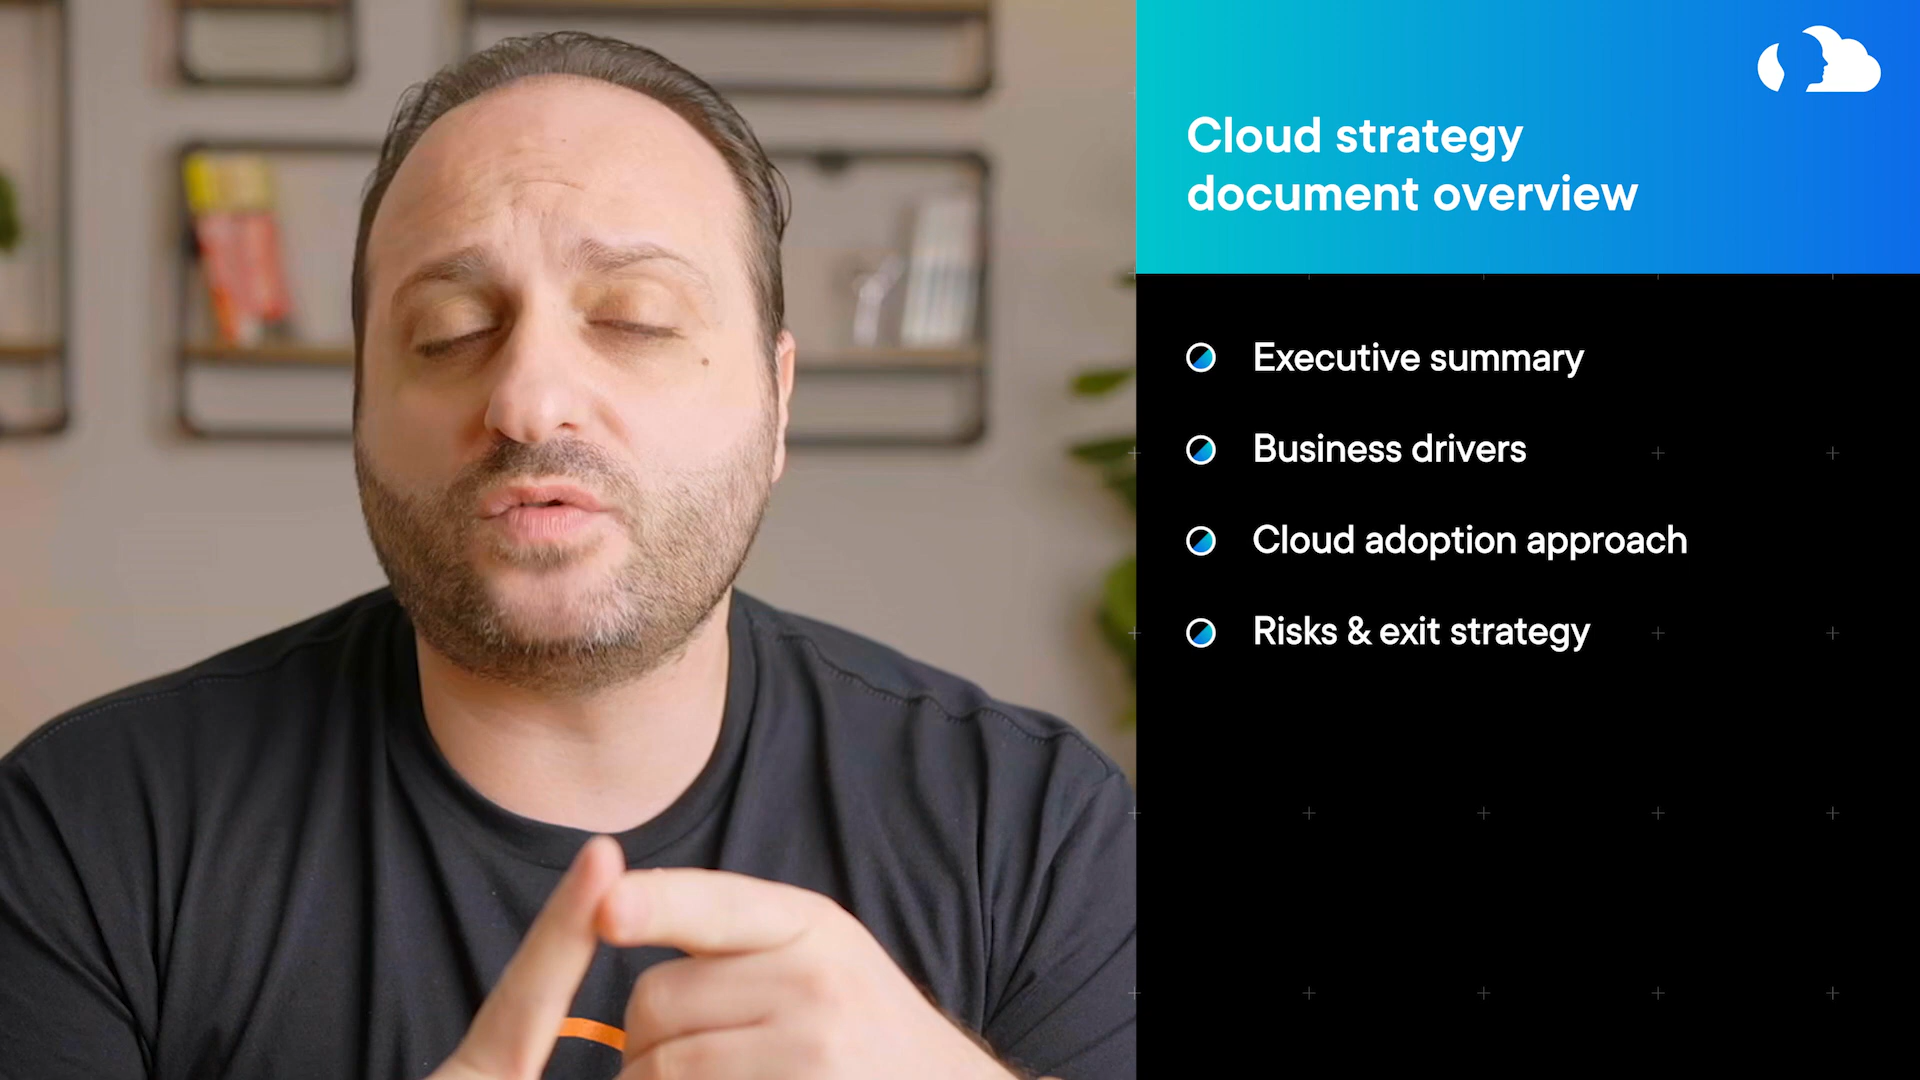 Cloud strategy
document overview
Executive summary
Business drivers
Cloud adoption approach
Risks & exit strategy